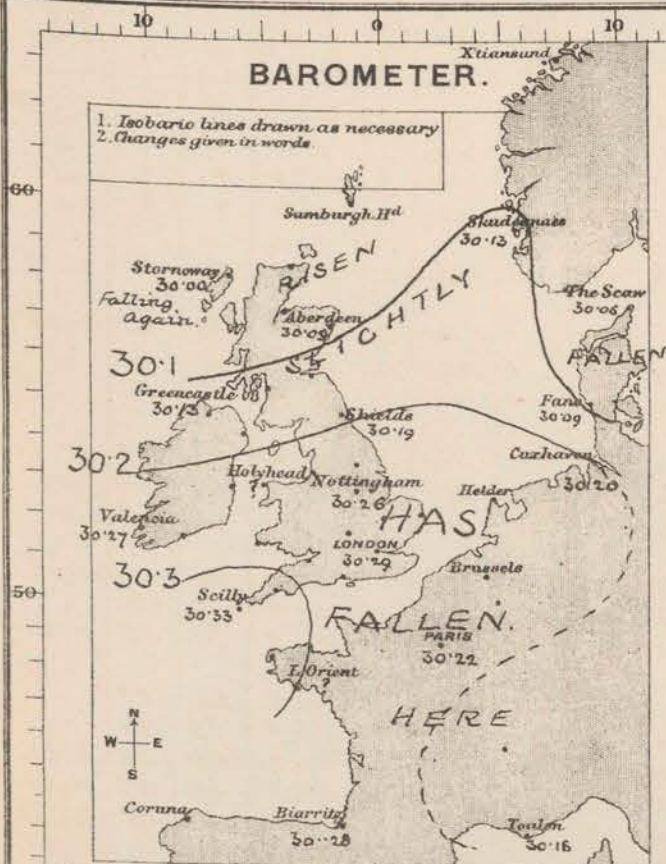 10 0 10
Xtiansund
BAROMETER.
1. Isobaric lines drawn as necessary
2. Changes given in words.
60
Sumburgh. Hd
Skudesnaes
30·13
RISEN
Stornoway
30·00
Falling
Again.
SLIGHTLY
The Scaw
30·06
Aberdeen
30·09
FALLEN
30·1
Greencastle
30·13
Fano
30·09
Shields
30·19
30·2
Cuxhaven
30·20
Holyhead
?
Nottingham
30·26
Helder
HAS
Valencia
30·27
LONDON
30·29
Brussels
30·3
50
Scilly
30·33
FALLEN.
PARIS
30·22
L'Orient
?
HERE
N
W E
S
Coruna
Biarritz
30··28
Toulon
30·16